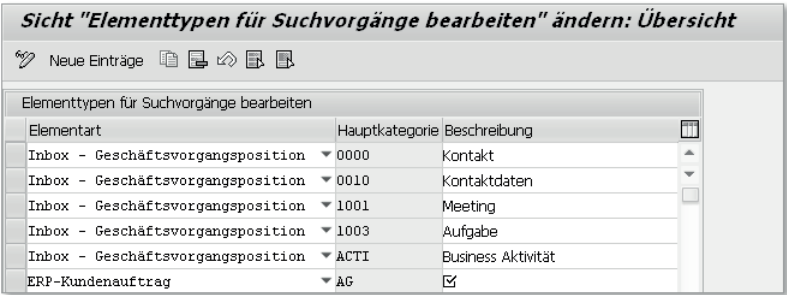 Sicht "Elementtypen für Suchvorgänge bearbeiten" ändern: Übersicht
Neue Einträge
Elementtypen für Suchvorgänge bearbeiten
Elementart Hauptkategorie Beschreibung
Inbox - Geschäftsvorgangsposition 0000 Kontakt
Inbox - Geschäftsvorgangsposition 0010 Kontaktdaten
Inbox - Geschäftsvorgangsposition 1001 Meeting
Inbox - Geschäftsvorgangsposition 1003 Aufgabe
Inbox - Geschäftsvorgangsposition ACTI Business Aktivität
ERP-Kundenauftrag AG